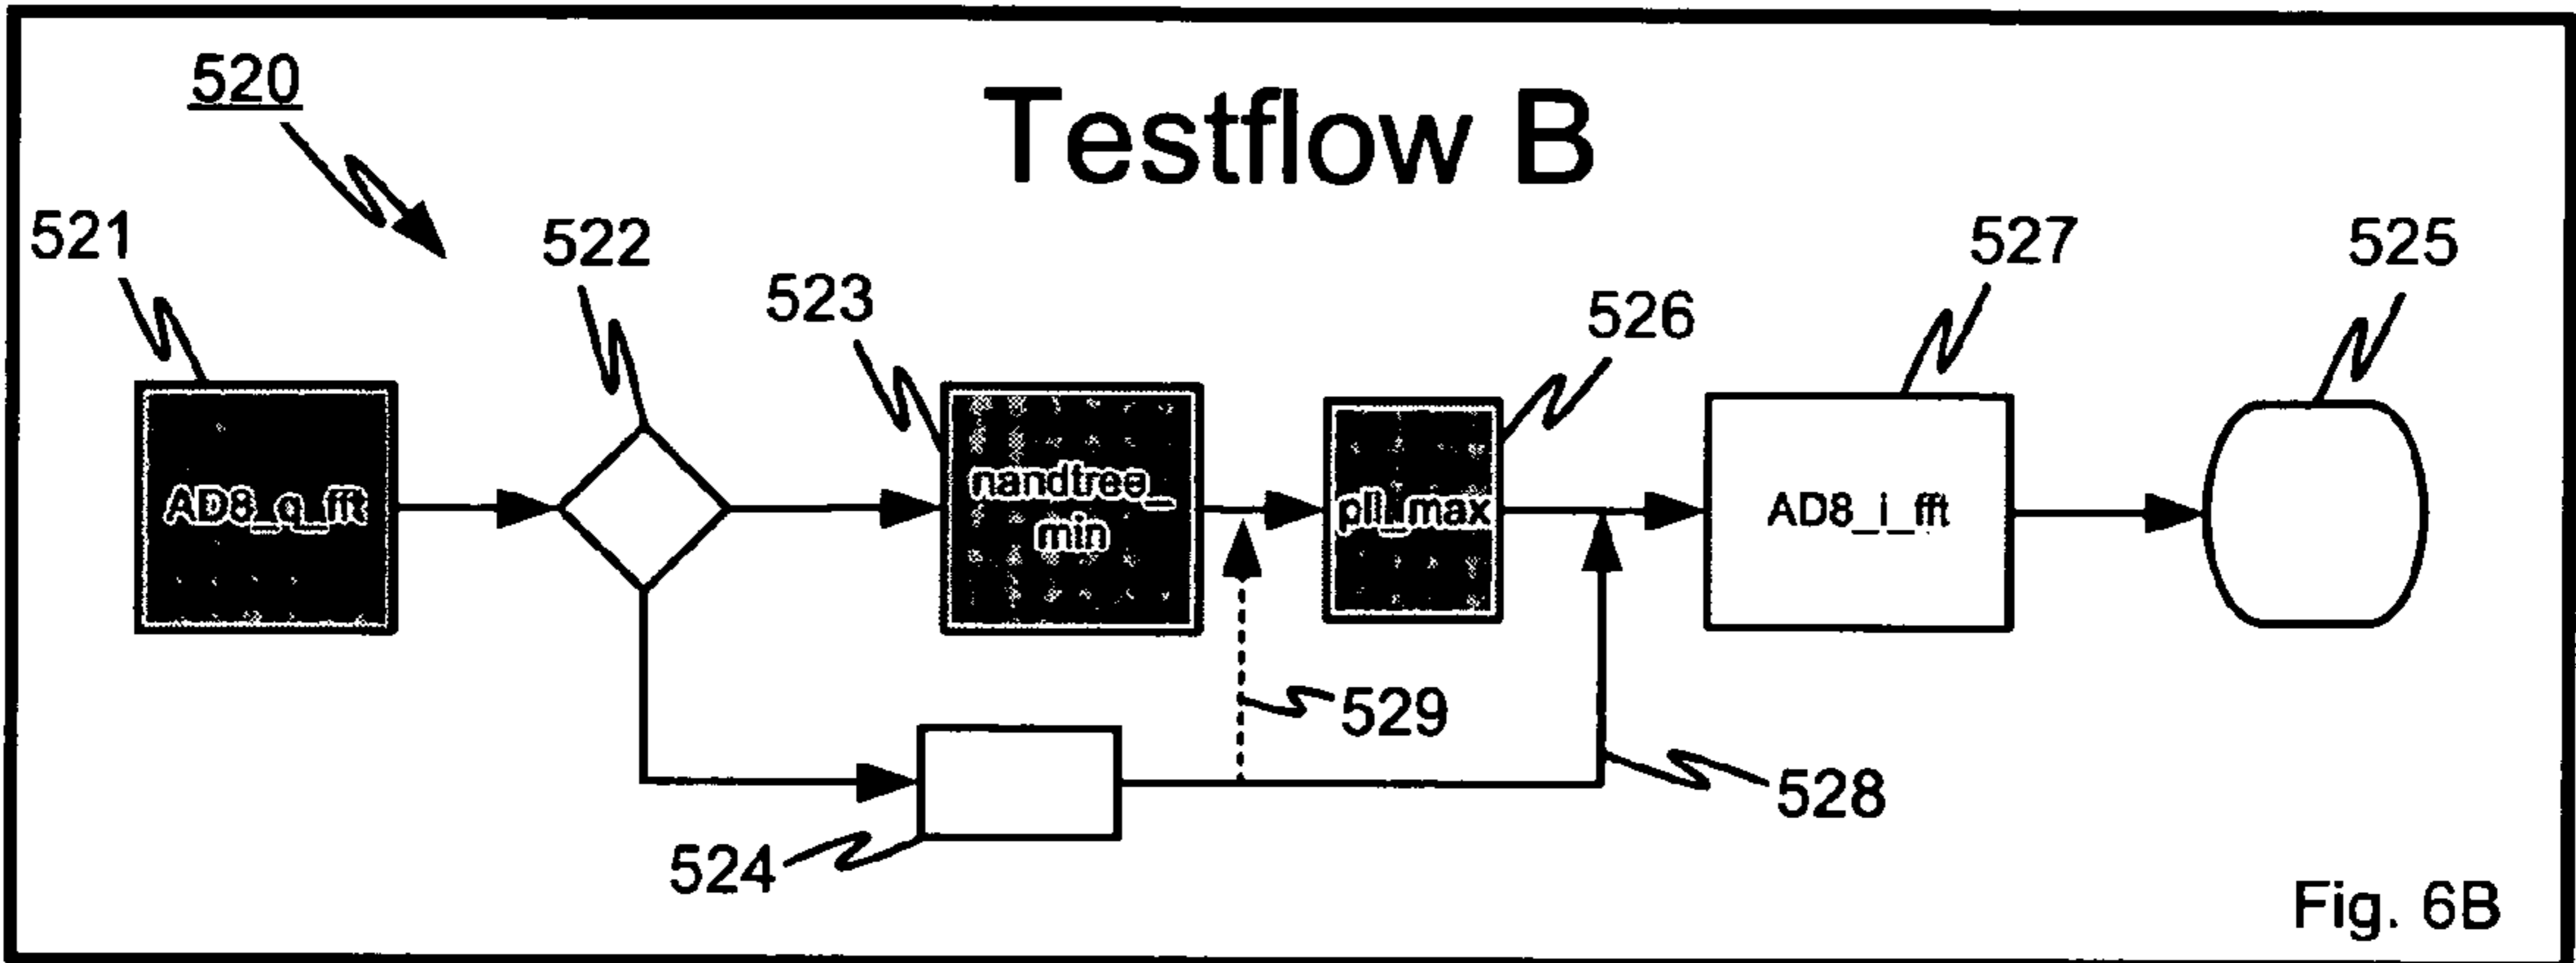 520
Testflow B
521
522
523
526
527
525
AD8_q_fft
nandtree_
min
pll_max
AD8_i_fft
529
528
524
Fig. 6B